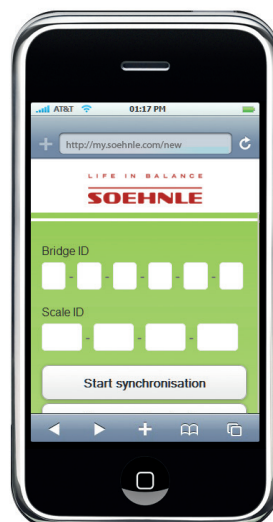 AT&T 01:17 PM
http://my.soehnle.com/new
LIFE IN BALANCE
SOEHNLE
Bridge ID
- - - - -
Scale ID
- - -
Start synchronisation